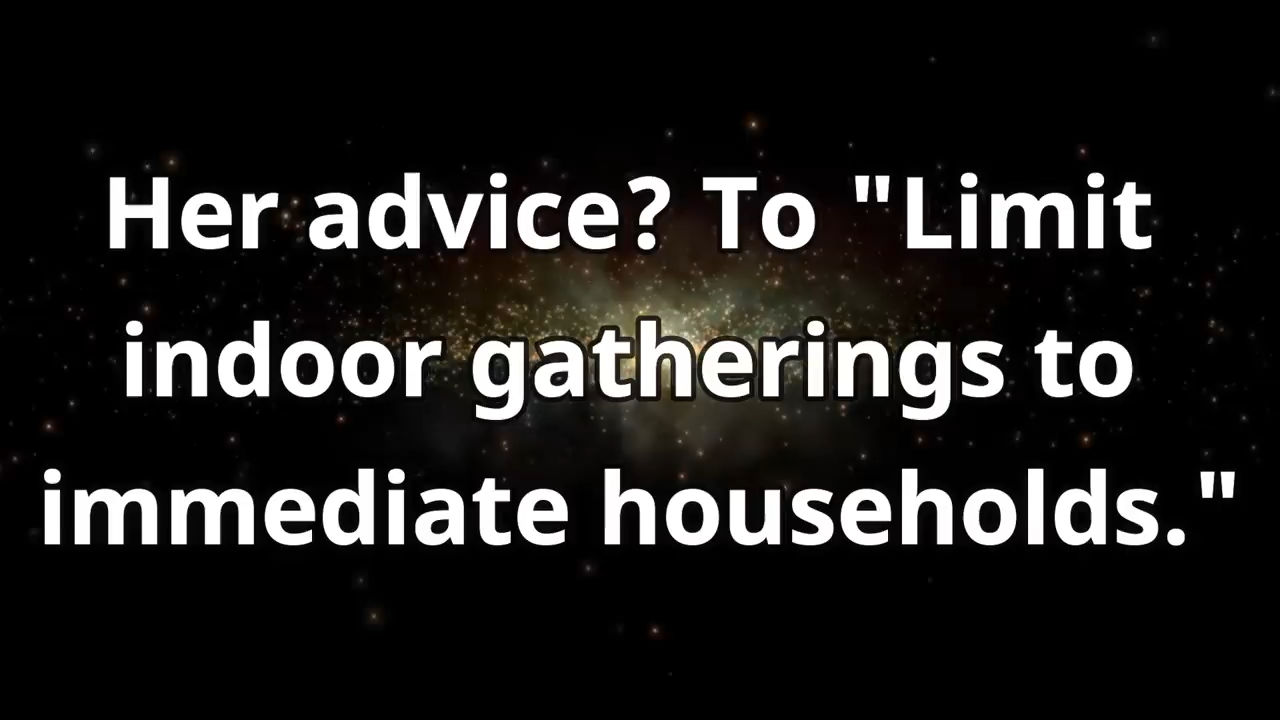 Her advice? To "Limit
indoor gatherings to
immediate households."